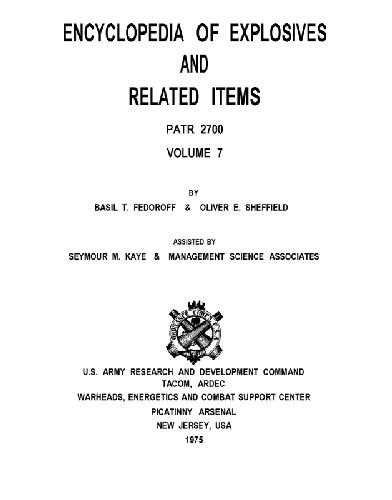 ENCYCLOPEDIA OF EXPLOSIVES
AND
RELATED ITEMS
PATR 2700
VOLUME 7
BY
BASIL T. FEDOROFF & OLIVER E. SHEFFIELD
ASSISTED BY
SEYMOUR M. KAYE & MANAGEMENT SCIENCE ASSOCIATES
U.S. ARMY RESEARCH AND DEVELOPMENT COMMAND
TACOM, ARDEC
WARHEADS, ENERGETICS AND COMBAT SUPPORT CENTER
PICATINNY ARSENAL
NEW JERSEY, USA
1975